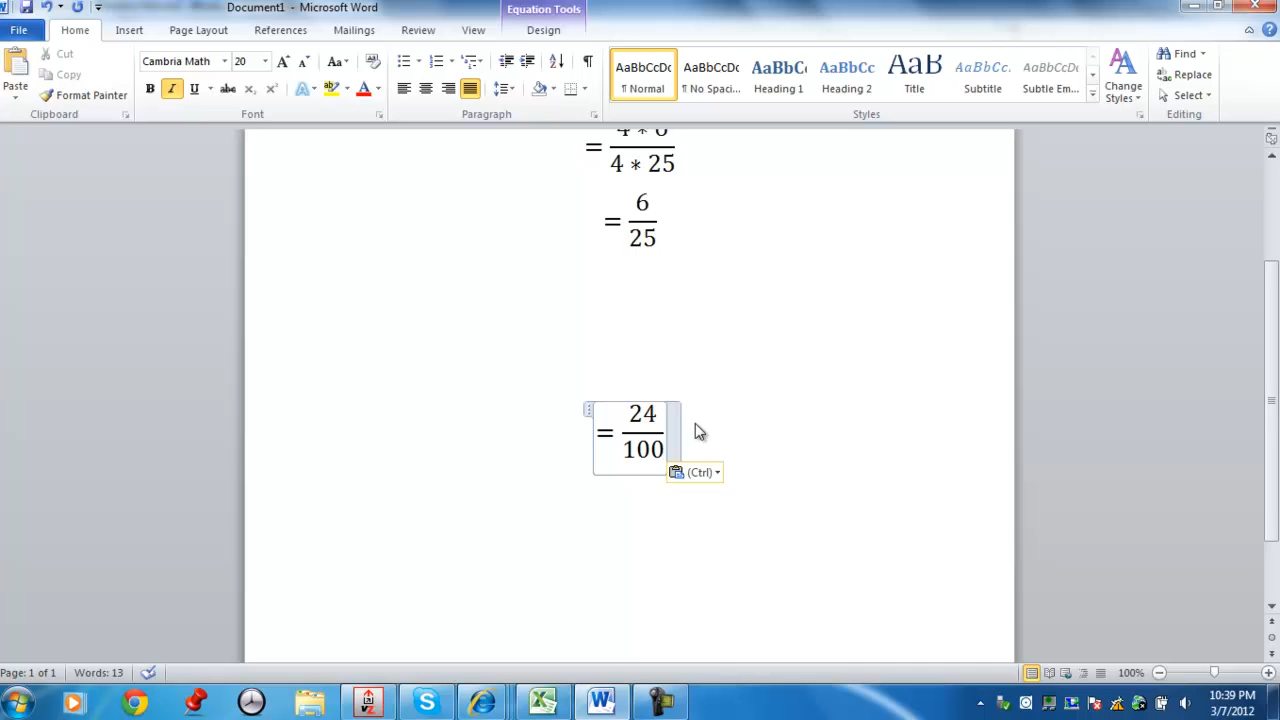 Document1 - Microsoft Word
Equation Tools
File Home Insert Page Layout References Mailings Review View Design
Paste
Cut
Copy
Format Painter
Clipboard
Cambria Math 20
Font
Paragraph
AaBbCcDc AaBbCcDc AaBbCc AaBbCc AaB AaBbCc. AaBbCcDc
¶ Normal ¶ No Spaci... Heading 1 Heading 2 Title Subtitle Subtle Em...
Styles
Change Styles
Find
Replace
Select
Editing
= 4 * 6 / 4 * 25
= 6 / 25
= 24 / 100
(Ctrl)
Page: 1 of 1 Words: 13
100%
10:39 PM
3/7/2012